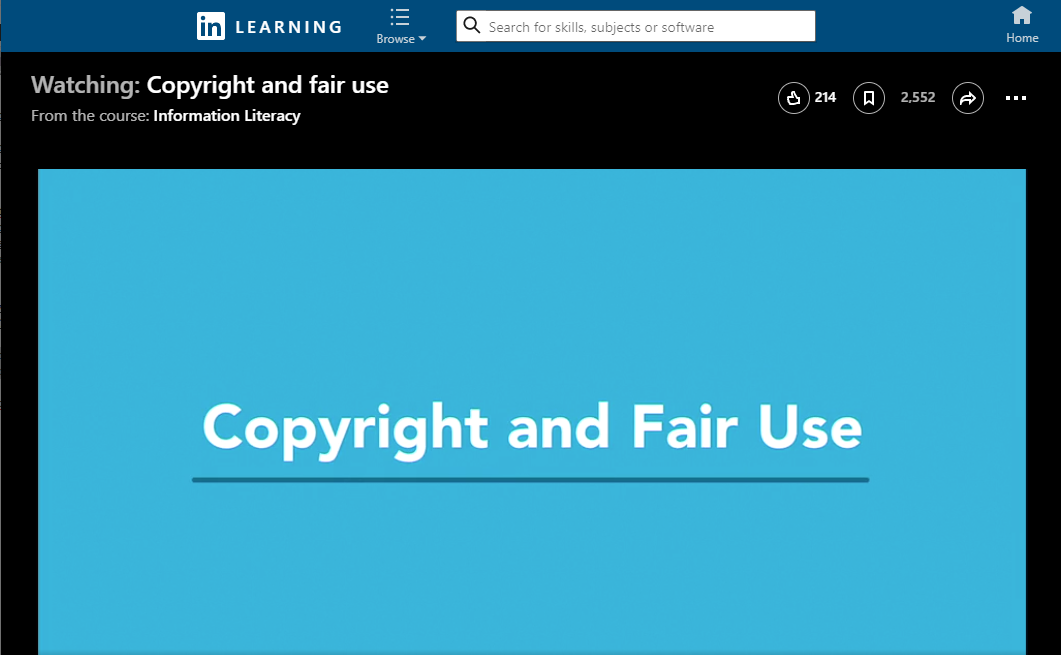 in LEARNING
Browse
Search for skills, subjects or software
Home
Watching: Copyright and fair use
From the course: Information Literacy
214
2,552
Copyright and Fair Use